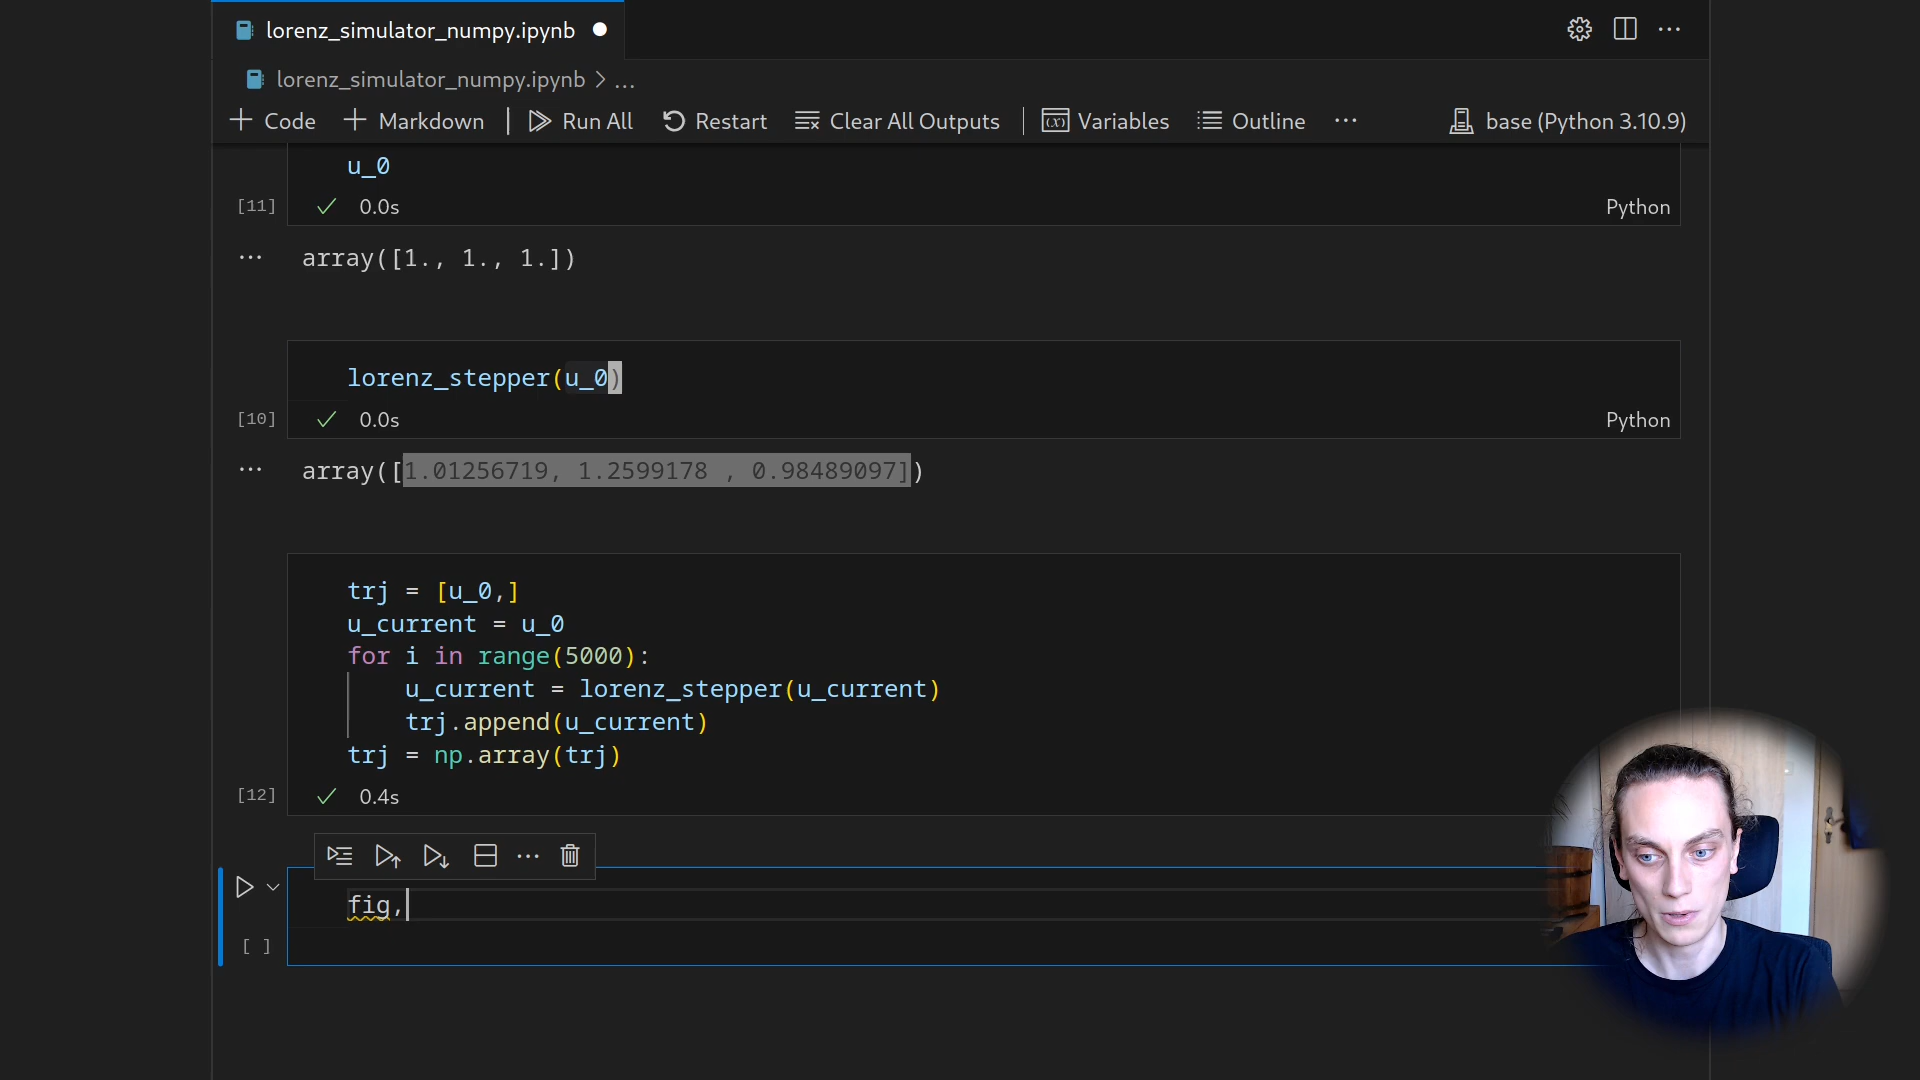 lorenz_simulator_numpy.ipynb
lorenz_simulator_numpy.ipynb > ...
Code Markdown Run All Restart Clear All Outputs Variables Outline ... base (Python 3.10.9)
u_0
[11] 0.0s Python
array([1., 1., 1.])
lorenz_stepper(u_0)
[10] 0.0s Python
array([1.01256719, 1.2599178 , 0.98489097])
trj = [u_0,]
u_current = u_0
for i in range(5000):
    u_current = lorenz_stepper(u_current)
    trj.append(u_current)
trj = np.array(trj)
[12] 0.4s
fig,
[ ]